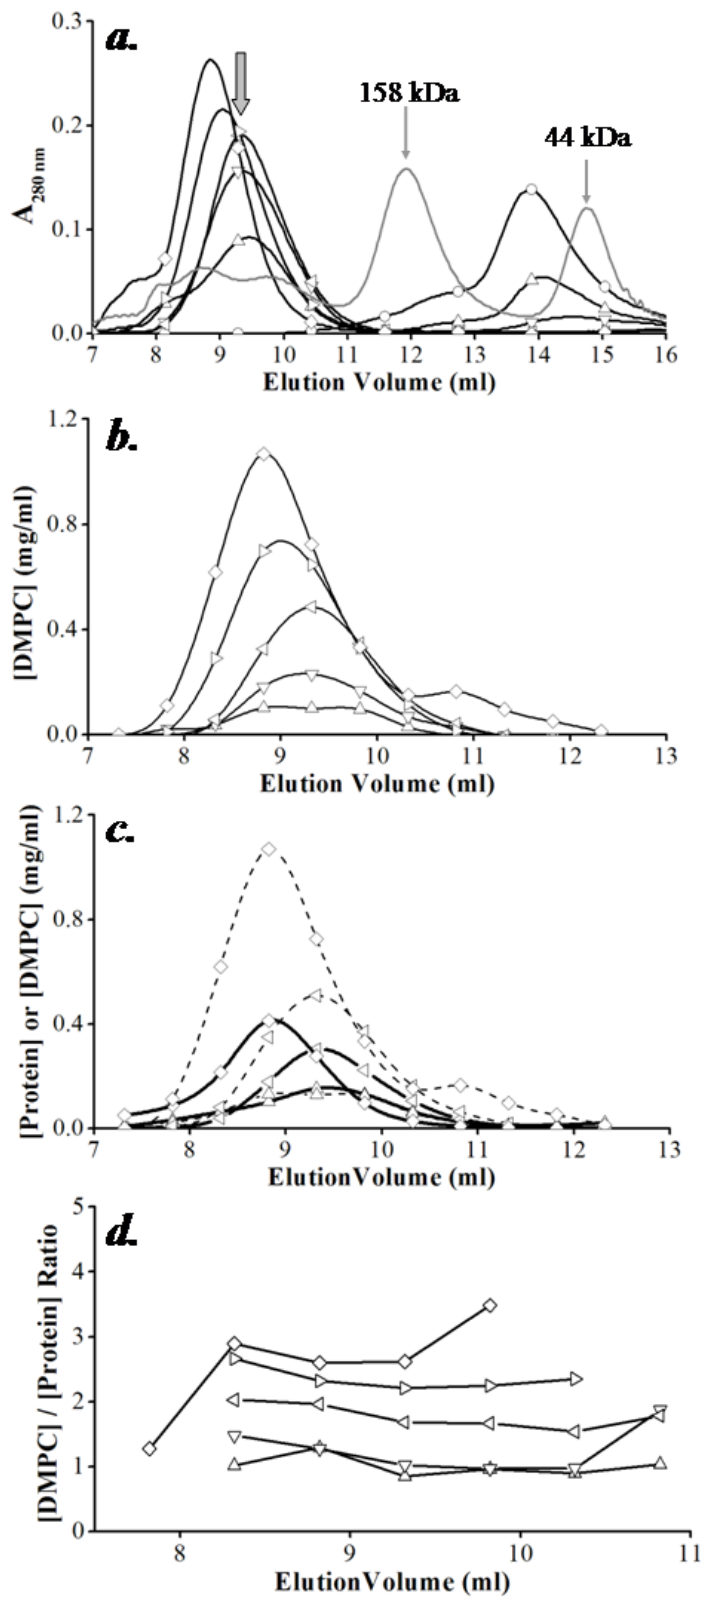 a.
0.3
0.2
0.1
0.0
A280 nm
158 kDa
44 kDa
7 8 9 10 11 12 13 14 15 16
Elution Volume (ml)
b.
1.2
0.8
0.4
0.0
[DMPC] (mg/ml)
7 8 9 10 11 12 13
Elution Volume (ml)
c.
1.2
0.8
0.4
0.0
[Protein] or [DMPC] (mg/ml)
7 8 9 10 11 12 13
ElutionVolume (ml)
d.
5
4
3
2
1
0
[DMPC] / [Protein] Ratio
8 9 10 11
ElutionVolume (ml)